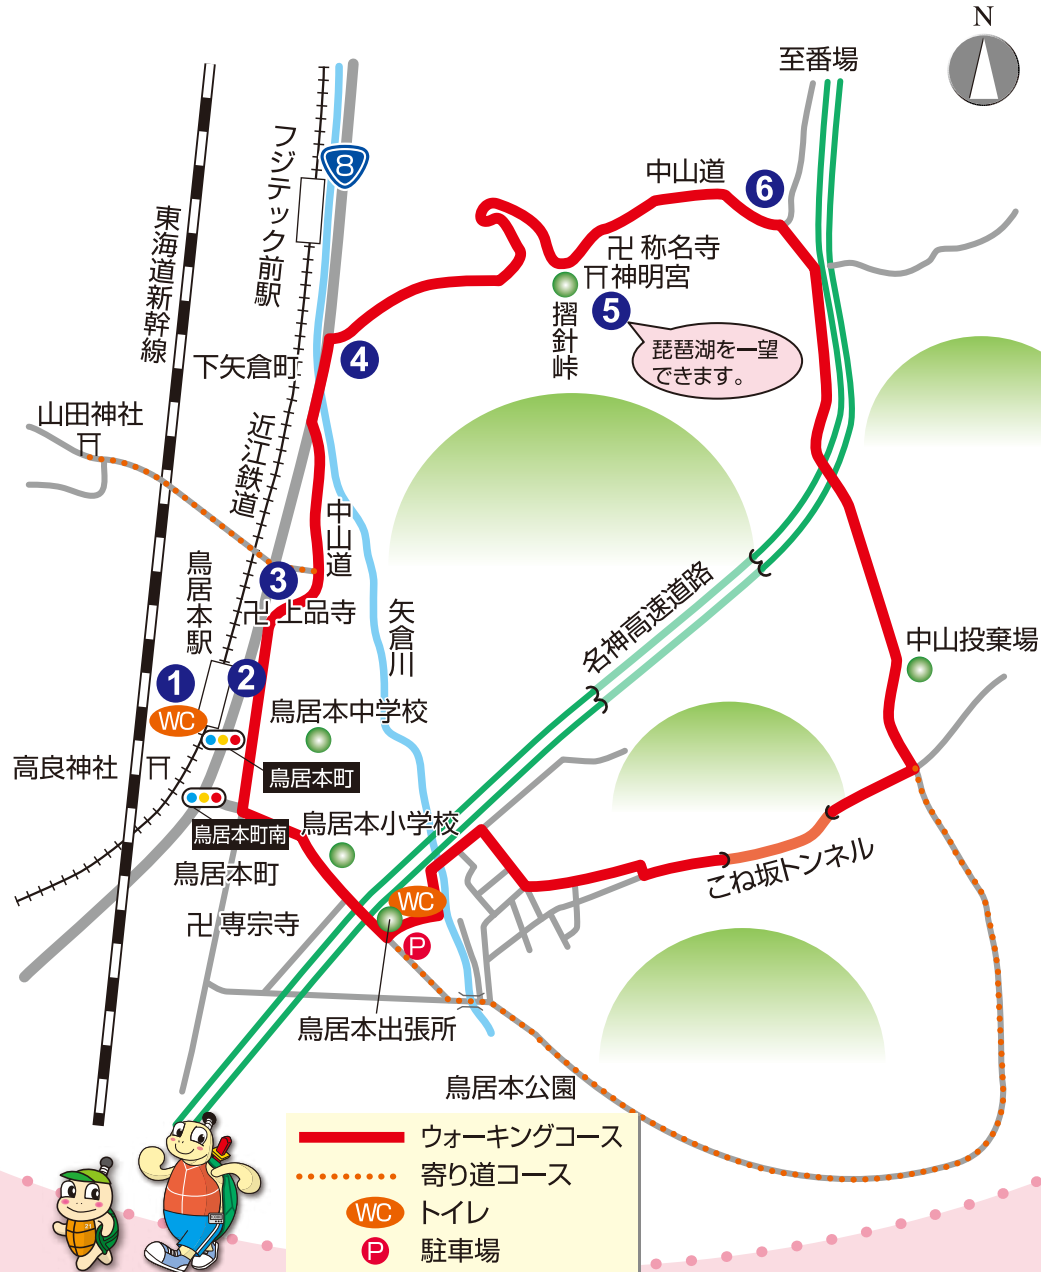 N
至番場
フジテック前駅
8
中山道
6
東海道新幹線
卍 称名寺
神明宮
5
摺針峠
琵琶湖を一望
できます。
4
下矢倉町
山田神社
近江鉄道
中山道
鳥居本駅
3
卍 上品寺
矢倉川
名神高速道路
中山投棄場
1
2
WC
鳥居本中学校
高良神社
鳥居本町
鳥居本町南
鳥居本小学校
鳥居本町
こね坂トンネル
WC
卍 専宗寺
P
鳥居本出張所
鳥居本公園
ウォーキングコース
寄り道コース
WC トイレ
P 駐車場